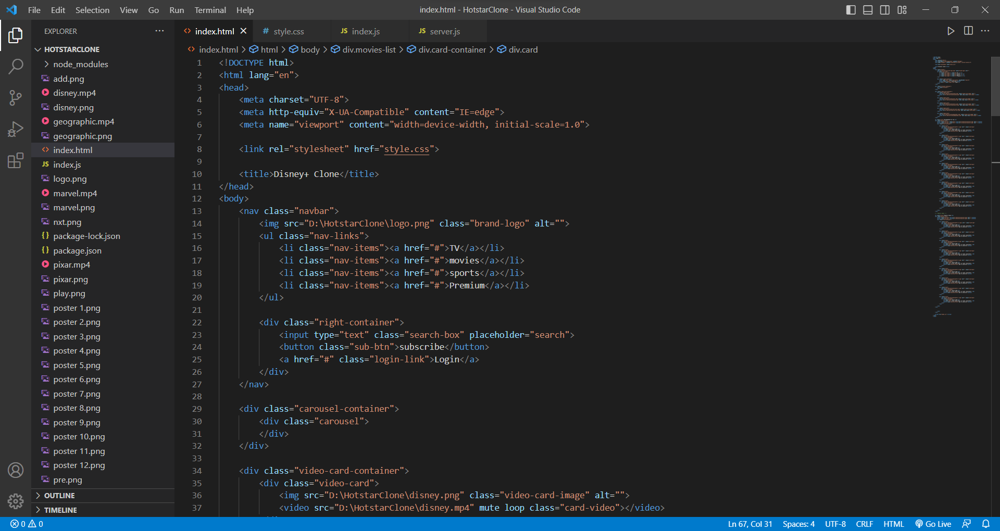 File Edit Selection View Go Run Terminal Help
index.html - HotstarClone - Visual Studio Code
EXPLORER
HOTSTARCLONE
node_modules
add.png
disney.mp4
disney.png
geographic.mp4
geographic.png
index.html
JS index.js
logo.png
marvel.mp4
marvel.png
nxt.png
{} package-lock.json
{} package.json
pixar.mp4
pixar.png
play.png
poster 1.png
poster 2.png
poster 3.png
poster 4.png
poster 5.png
poster 6.png
poster 7.png
poster 8.png
poster 9.png
poster 10.png
poster 11.png
poster 12.png
pre.png
OUTLINE
TIMELINE
<> index.html # style.css JS index.js JS server.js
<> index.html > html > body > div.movies-list > div.card-container > div.card
1 <!DOCTYPE html>
2 <html lang="en">
3 <head>
4 <meta charset="UTF-8">
5 <meta http-equiv="X-UA-Compatible" content="IE=edge">
6 <meta name="viewport" content="width=device-width, initial-scale=1.0">
7
8 <link rel="stylesheet" href="style.css">
9
10 <title>Disney+ Clone</title>
11 </head>
12 <body>
13 <nav class="navbar">
14 <img src="D:\HotstarClone\logo.png" class="brand-logo" alt="">
15 <ul class="nav-links">
16 <li class="nav-items"><a href="#">TV</a></li>
17 <li class="nav-items"><a href="#">movies</a></li>
18 <li class="nav-items"><a href="#">sports</a></li>
19 <li class="nav-items"><a href="#">Premium</a></li>
20 </ul>
21
22 <div class="right-container">
23 <input type="text" class="search-box" placeholder="search">
24 <button class="sub-btn">subscribe</button>
25 <a href="#" class="login-link">Login</a>
26 </div>
27 </nav>
28
29 <div class="carousel-container">
30 <div class="carousel">
31 </div>
32 </div>
33
34 <div class="video-card-container">
35 <div class="video-card">
36 <img src="D:\HotstarClone\disney.png" class="video-card-image" alt="">
37 <video src="D:\HotstarClone\disney.mp4" mute loop class="card-video"></video>
0 0
Ln 67, Col 31 Spaces: 4 UTF-8 CRLF HTML Go Live